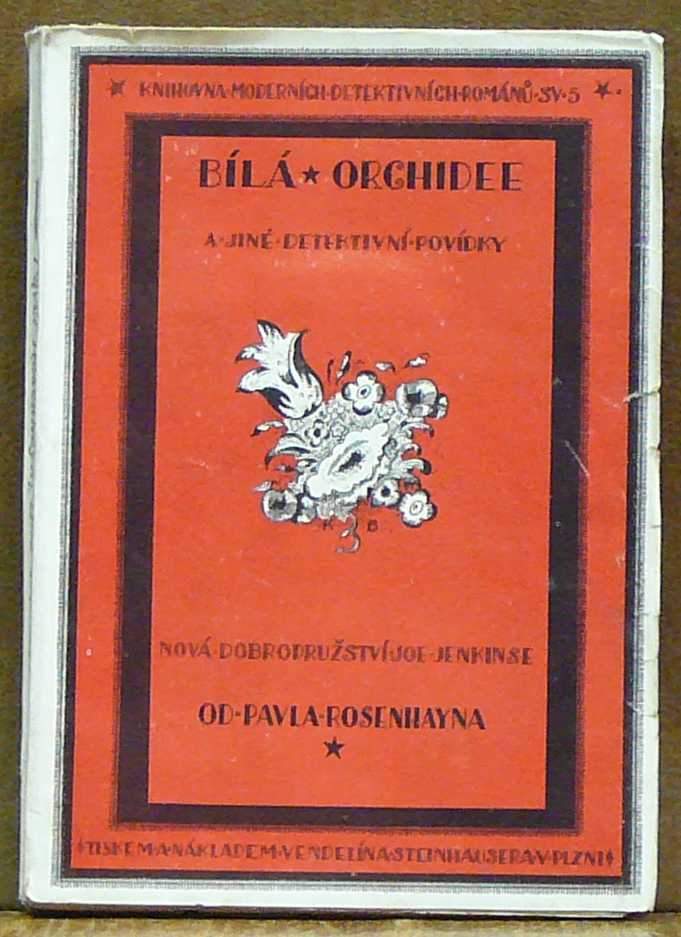 ★ KNIHOVNA·MODERNÍCH·DETEKTIVNÍCH·ROMÁNŮ·SV·5 ★·
BÍLÁ ★ ORCHIDEE
A·JINÉ·DETEKTIVNÍ·POVÍDKY
K B
NOVÁ·DOBRODRUŽSTVÍ·JOE·JENKINSE
OD·PAVLA·ROSENHAYNA
★
TISKEM·A·NÁKLADEM·VENDELÍNA·STEINHAUSERA·V·PLZNI